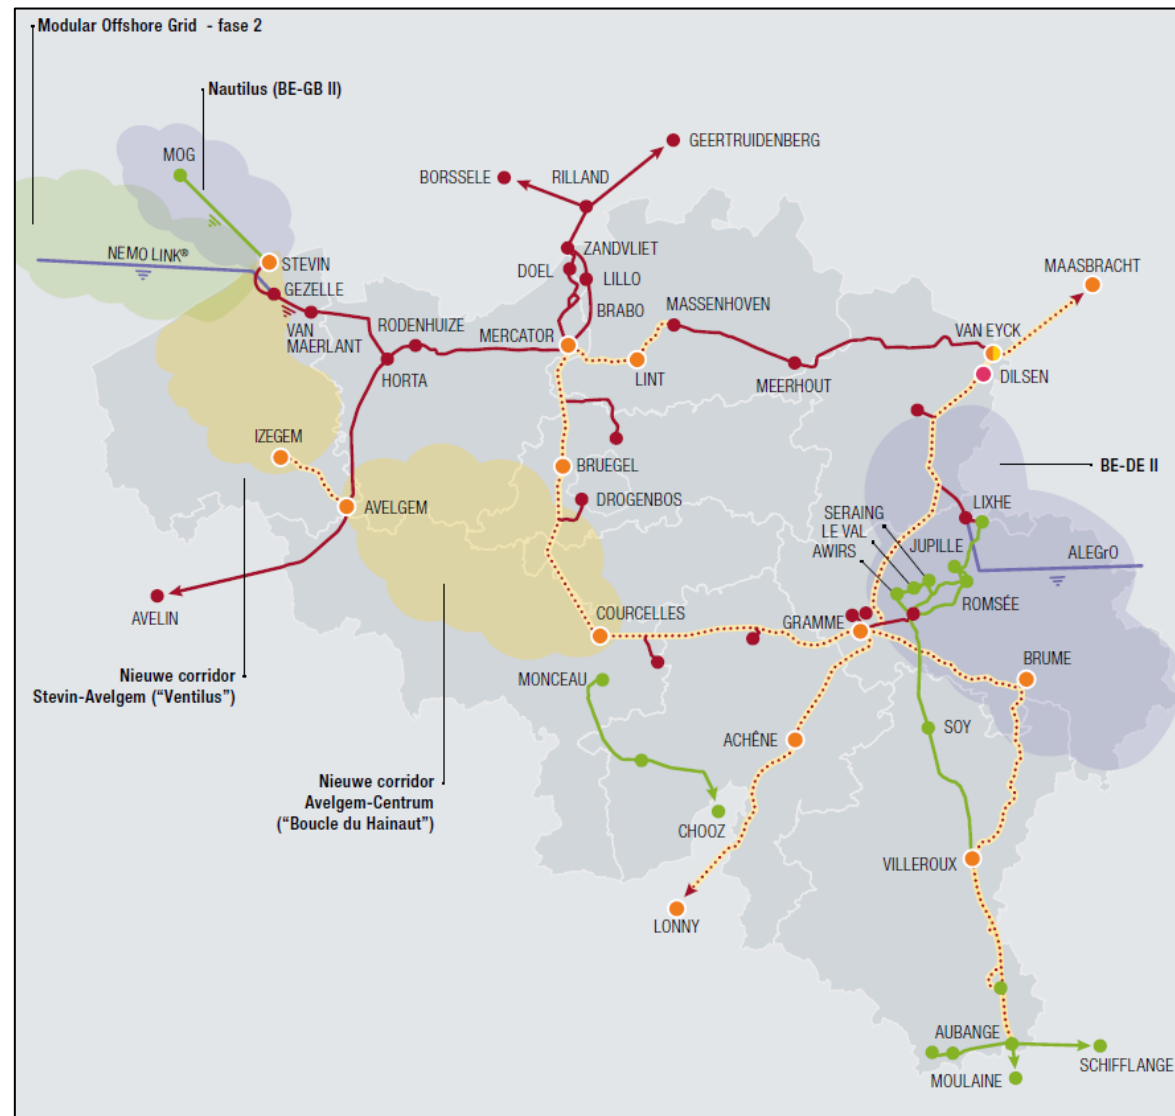 Modular Offshore Grid - fase 2
Nautilus (BE-GB II)
MOG
GEERTRUIDENBERG
BORSSELE
RILLAND
NEMO LINK®
STEVIN
ZANDVLIET
DOEL
LILLO
MAASBRACHT
GEZELLE
BRABO
MASSENHOVEN
VAN
MAERLANT
RODENHUIZE
MERCATOR
VAN EYCK
HORTA
LINT
MEERHOUT
DILSEN
IZEGEM
BRUEGEL
BE-DE II
AVELGEM
DROGENBOS
SERAING
LE VAL
AWIRS
LIXHE
JUPILLE
ALEGrO
AVELIN
COURCELLES
GRAMME
ROMSÉE
Nieuwe corridor
Stevin-Avelgem (“Ventilus”)
MONCEAU
BRUME
ACHÊNE
SOY
Nieuwe corridor
Avelgem-Centrum
(“Boucle du Hainaut”)
CHOOZ
VILLEROUX
LONNY
AUBANGE
SCHIFFLANGE
MOULAINE